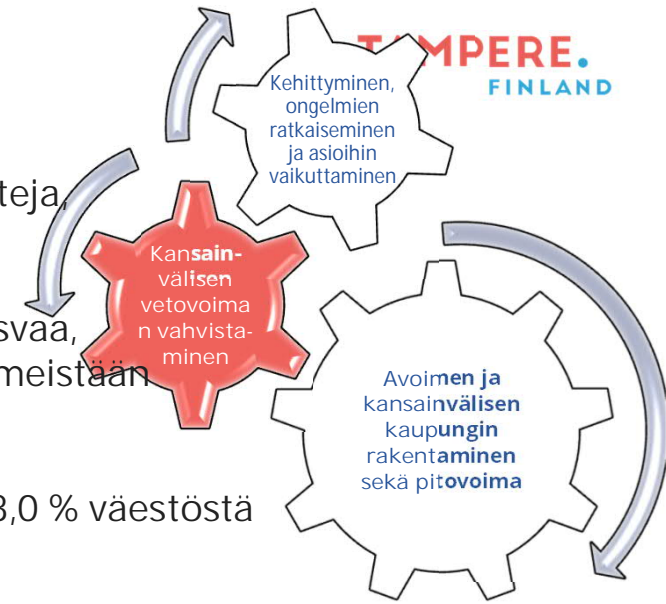 TAMPERE.
FINLAND
Kehittyminen,
ongelmien
ratkaiseminen
ja asioihin
vaikuttaminen
teja,
Kansain-
välisen
vetovoima
n vahvista-
minen
svaa,
meistään
Avoimen ja
kansainvälisen
kaupungin
rakentaminen
sekä pitovoima
3,0 % väestöstä